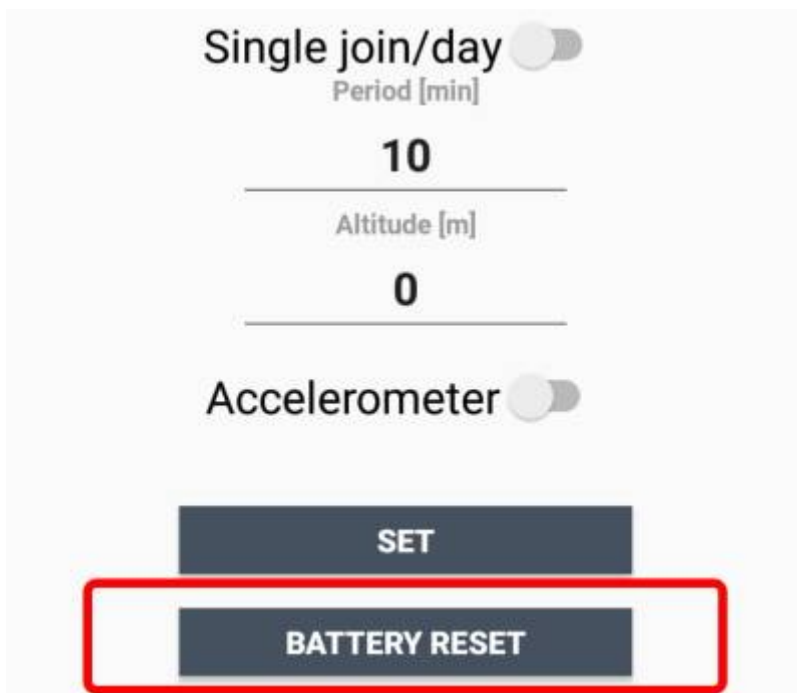 Single join/day
Period [min]
10
Altitude [m]
0
Accelerometer
SET
BATTERY RESET